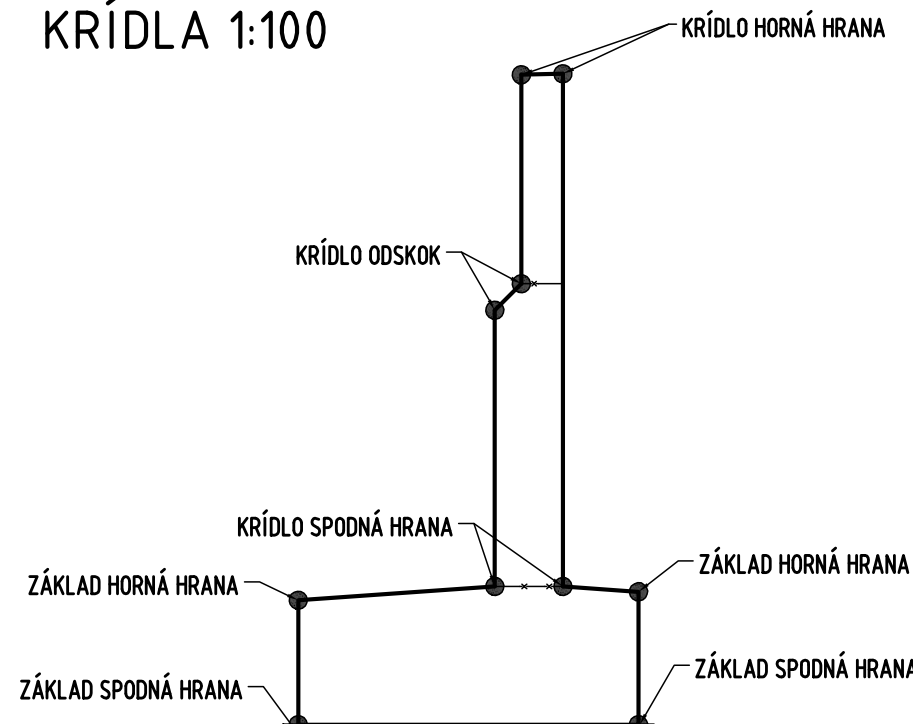 KRÍDLA 1:100
KRÍDLO HORNÁ HRANA
KRÍDLO ODSKOK
KRÍDLO SPODNÁ HRANA
ZÁKLAD HORNÁ HRANA
ZÁKLAD HORNÁ HRANA
ZÁKLAD SPODNÁ HRANA
ZÁKLAD SPODNÁ HRANA